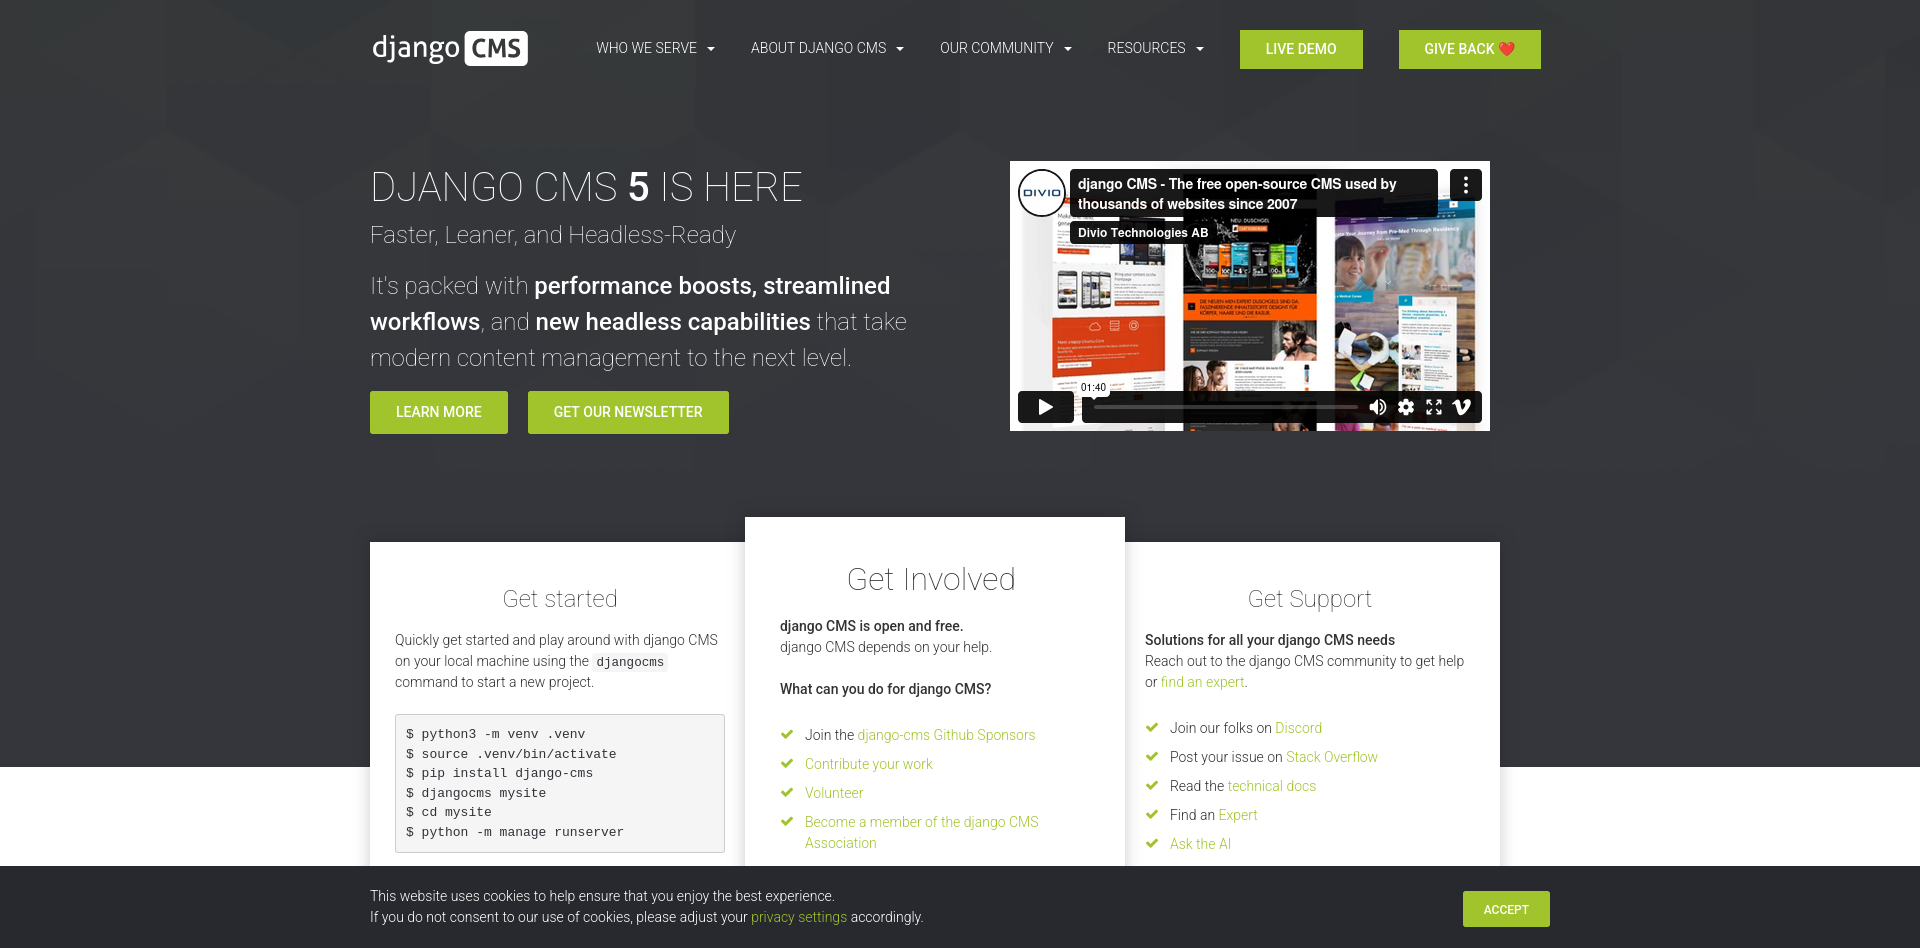 django CMS
WHO WE SERVE
ABOUT DJANGO CMS
OUR COMMUNITY
RESOURCES
LIVE DEMO
GIVE BACK ❤️
DJANGO CMS 5 IS HERE
Faster, Leaner, and Headless-Ready
It's packed with performance boosts, streamlined
workflows, and new headless capabilities that take
modern content management to the next level.
LEARN MORE
GET OUR NEWSLETTER
DIVIO
django CMS - The free open-source CMS used by
thousands of websites since 2007
Divio Technologies AB
01:40
Get started
Quickly get started and play around with django CMS
on your local machine using the djangocms
command to start a new project.
$ python3 -m venv .venv
$ source .venv/bin/activate
$ pip install django-cms
$ djangocms mysite
$ cd mysite
$ python -m manage runserver
Get Involved
django CMS is open and free.
django CMS depends on your help.
What can you do for django CMS?
Join the django-cms Github Sponsors
Contribute your work
Volunteer
Become a member of the django CMS
Association
Get Support
Solutions for all your django CMS needs
Reach out to the django CMS community to get help
or find an expert.
Join our folks on Discord
Post your issue on Stack Overflow
Read the technical docs
Find an Expert
Ask the AI
This website uses cookies to help ensure that you enjoy the best experience.
If you do not consent to our use of cookies, please adjust your privacy settings accordingly.
ACCEPT